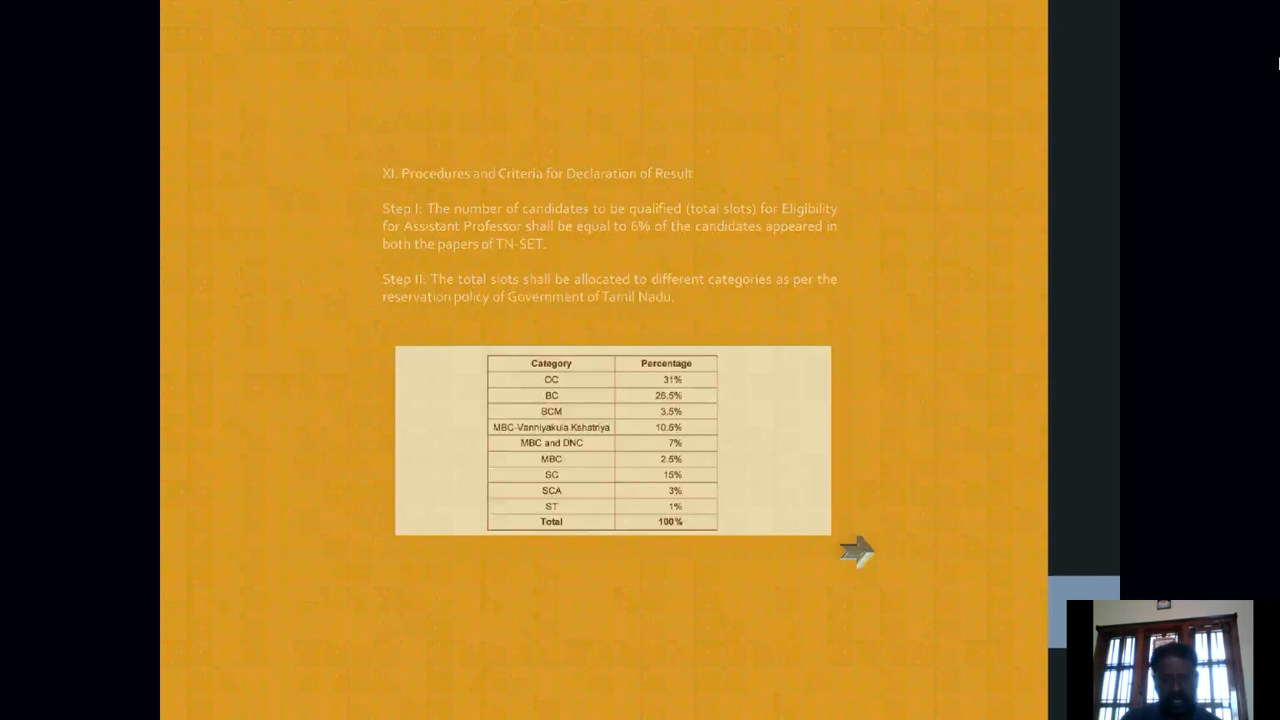 XI. Procedures and Criteria for Declaration of Result
Step I: The number of candidates to be qualified (total slots) for Eligibility
for Assistant Professor shall be equal to 6% of the candidates appeared in
both the papers of TN-SET.
Step II: The total slots shall be allocated to different categories as per the
reservation policy of Government of Tamil Nadu.
Category Percentage
OC 31%
BC 26.5%
BCM 3.5%
MBC-Vanniyakula Kshatriya 10.5%
MBC and DNC 7%
MBC 2.5%
SC 15%
SCA 3%
ST 1%
Total 100%